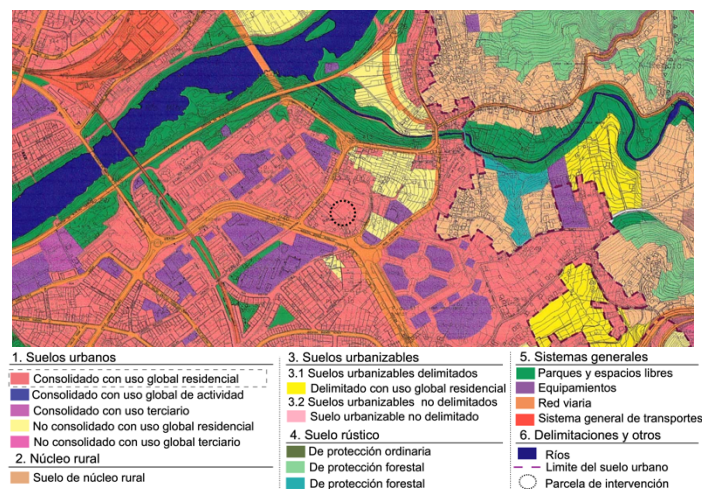 1. Suelos urbanos
Consolidado con uso global residencial
Consolidado con uso global de actividad
Consolidado con uso terciario
No consolidado con uso global residencial
No consolidado con uso global terciario
2. Núcleo rural
Suelo de núcleo rural
3. Suelos urbanizables
3.1 Suelos urbanizables delimitados
Delimitado con uso global residencial
3.2 Suelos urbanizables no delimitados
Suelo urbanizable no delimitado
4. Suelo rústico
De protección ordinaria
De protección forestal
De protección forestal
5. Sistemas generales
Parques y espacios libres
Equipamientos
Red viaria
Sistema general de transportes
6. Delimitaciones y otros
Ríos
Limite del suelo urbano
Parcela de intervención